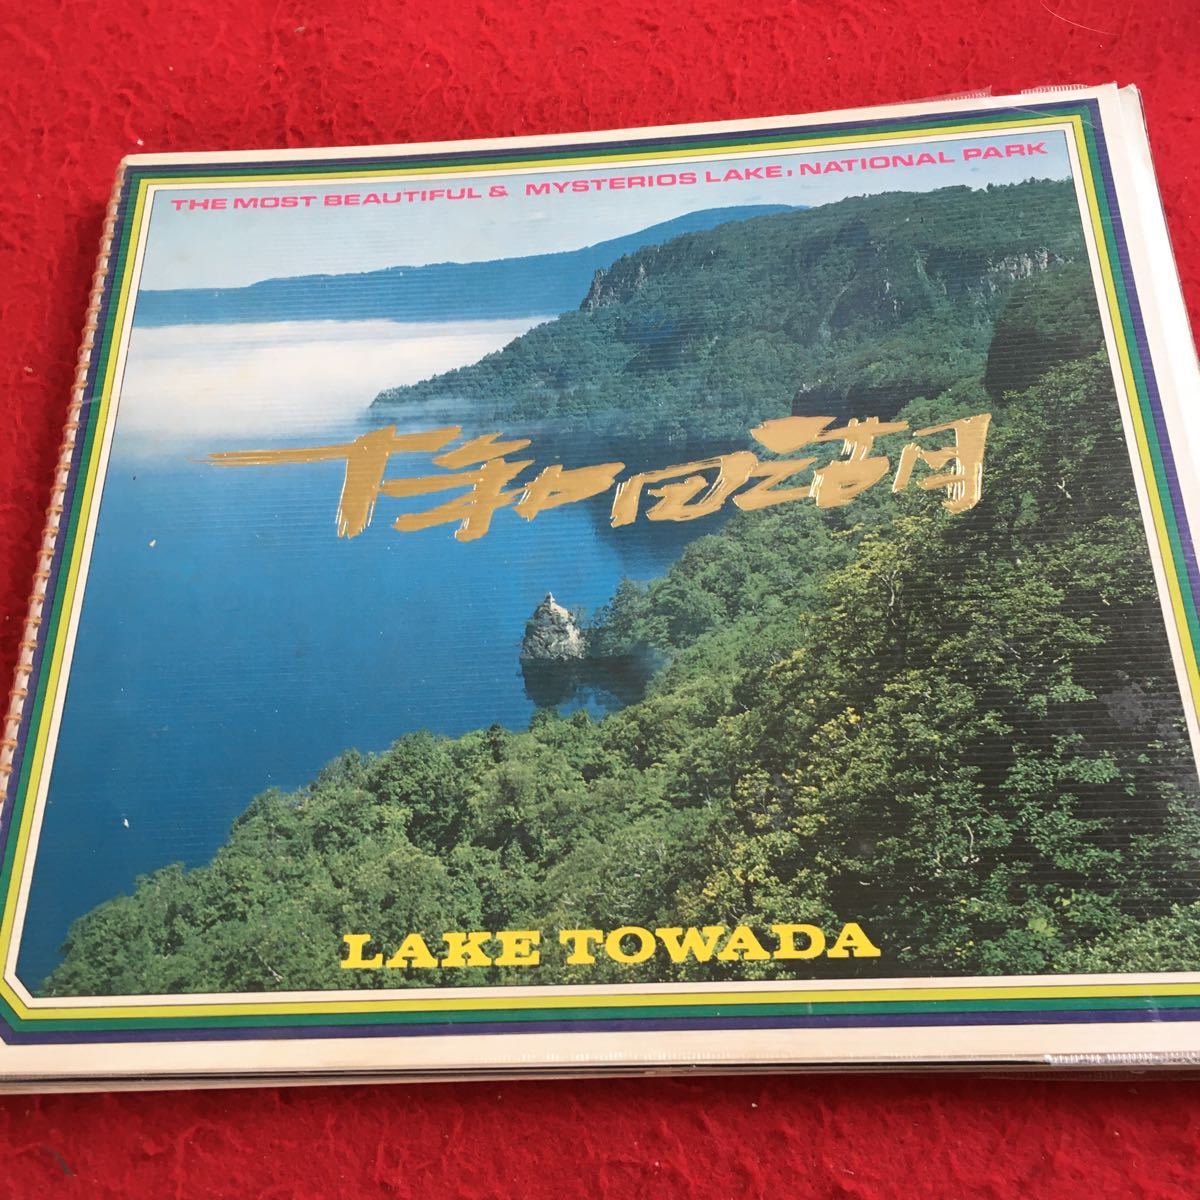 THE MOST BEAUTIFUL & MYSTERIOS LAKE, NATIONAL PARK
十和田湖
LAKE TOWADA